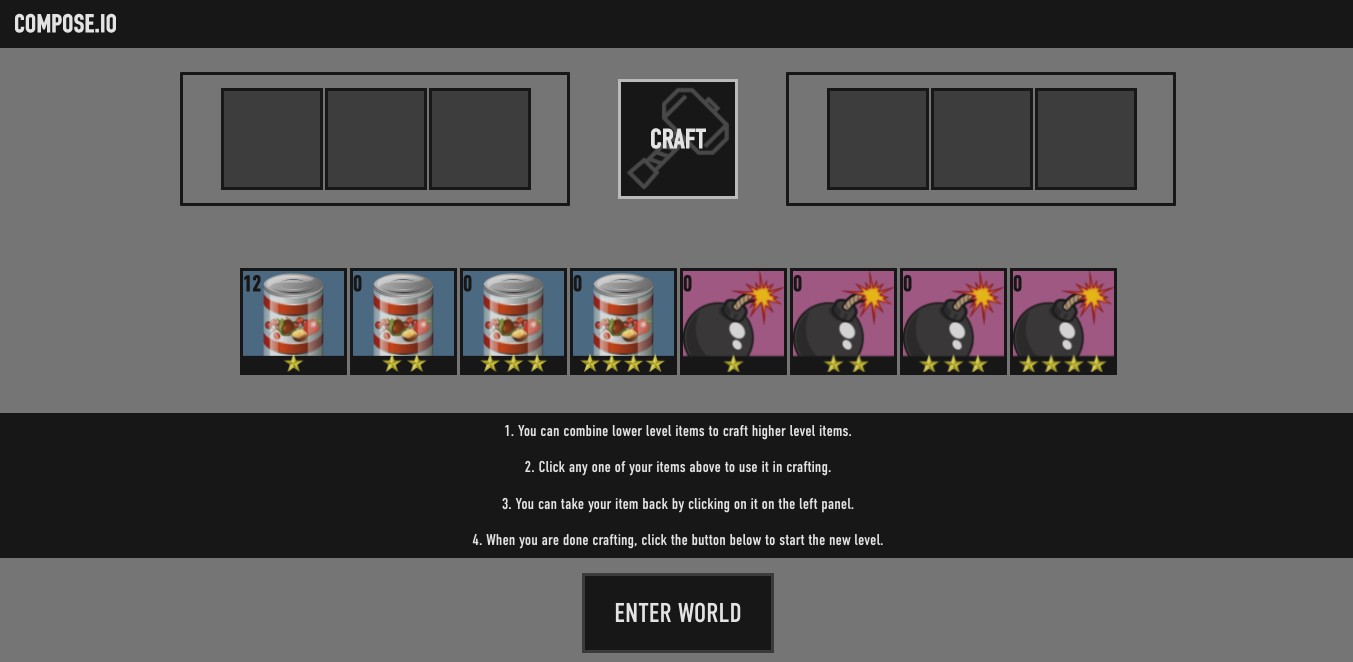 COMPOSE.IO
CRAFT
12 0 0 0 0 0 0 0
1. You can combine lower level items to craft higher level items.
2. Click any one of your items above to use it in crafting.
3. You can take your item back by clicking on it on the left panel.
4. When you are done crafting, click the button below to start the new level.
ENTER WORLD